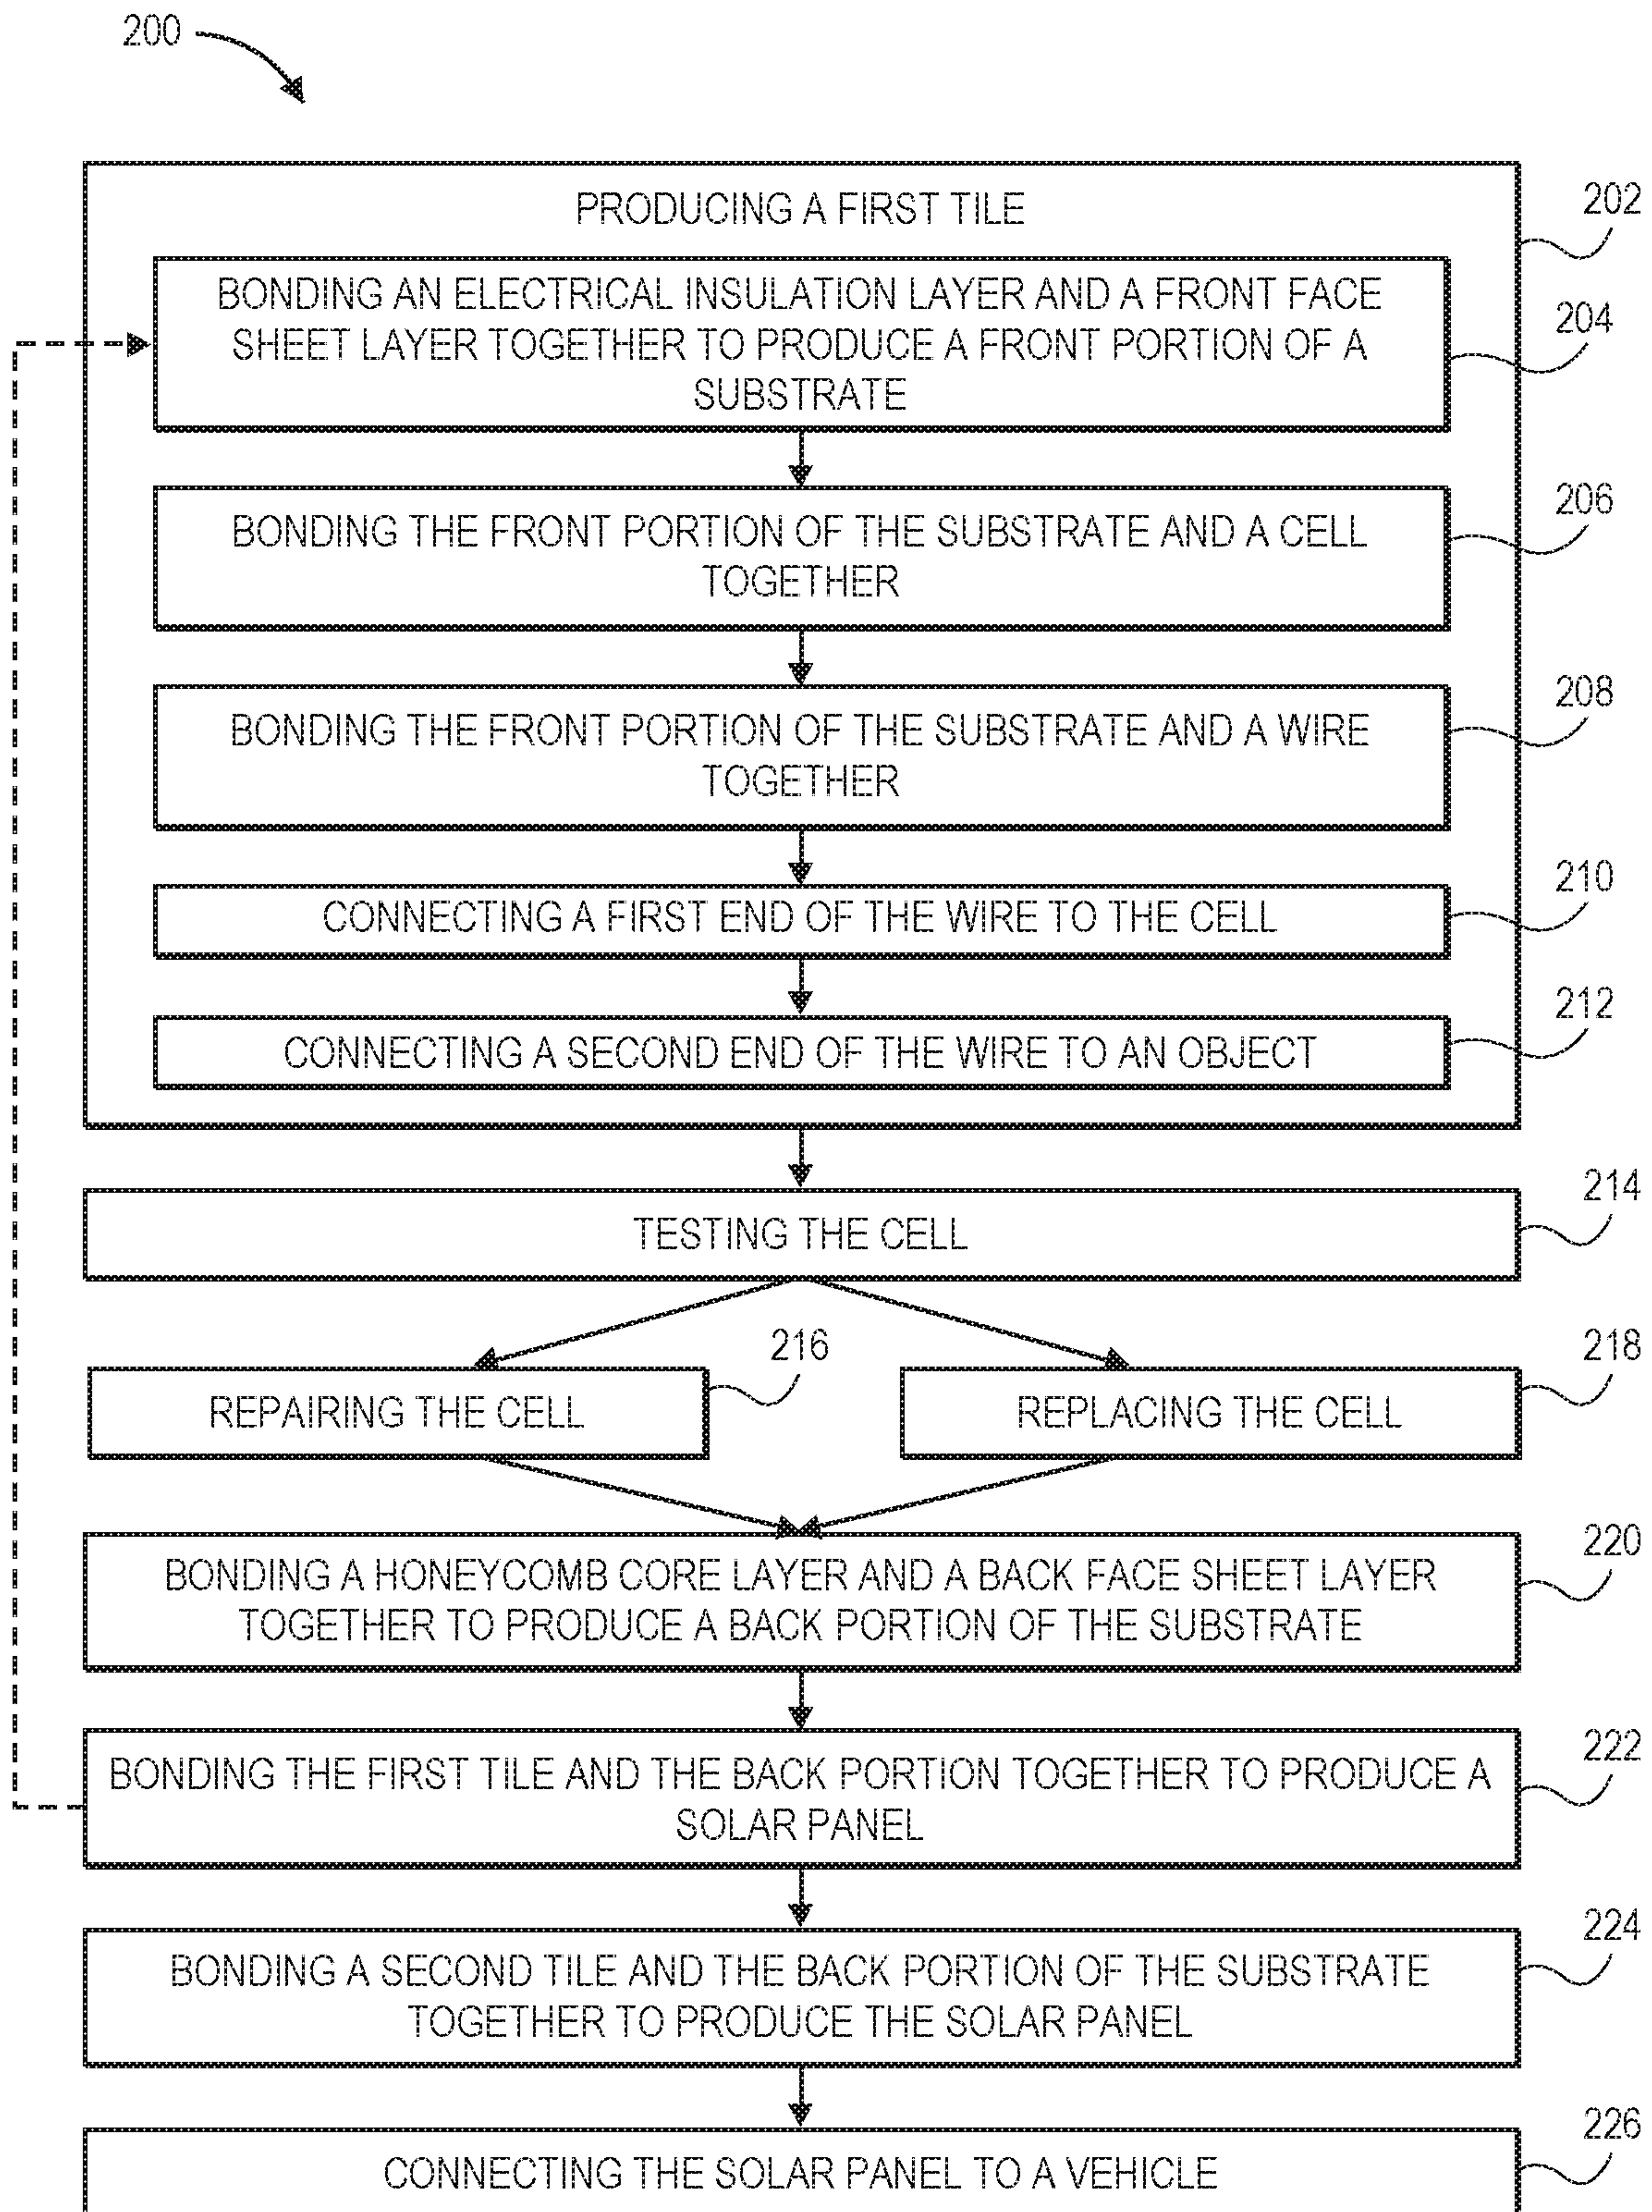 200
PRODUCING A FIRST TILE
202
BONDING AN ELECTRICAL INSULATION LAYER AND A FRONT FACE
SHEET LAYER TOGETHER TO PRODUCE A FRONT PORTION OF A
SUBSTRATE
204
BONDING THE FRONT PORTION OF THE SUBSTRATE AND A CELL
TOGETHER
206
BONDING THE FRONT PORTION OF THE SUBSTRATE AND A WIRE
TOGETHER
208
CONNECTING A FIRST END OF THE WIRE TO THE CELL
210
CONNECTING A SECOND END OF THE WIRE TO AN OBJECT
212
TESTING THE CELL
214
REPAIRING THE CELL
216
REPLACING THE CELL
218
BONDING A HONEYCOMB CORE LAYER AND A BACK FACE SHEET LAYER
TOGETHER TO PRODUCE A BACK PORTION OF THE SUBSTRATE
220
BONDING THE FIRST TILE AND THE BACK PORTION TOGETHER TO PRODUCE A
SOLAR PANEL
222
BONDING A SECOND TILE AND THE BACK PORTION OF THE SUBSTRATE
TOGETHER TO PRODUCE THE SOLAR PANEL
224
CONNECTING THE SOLAR PANEL TO A VEHICLE
226